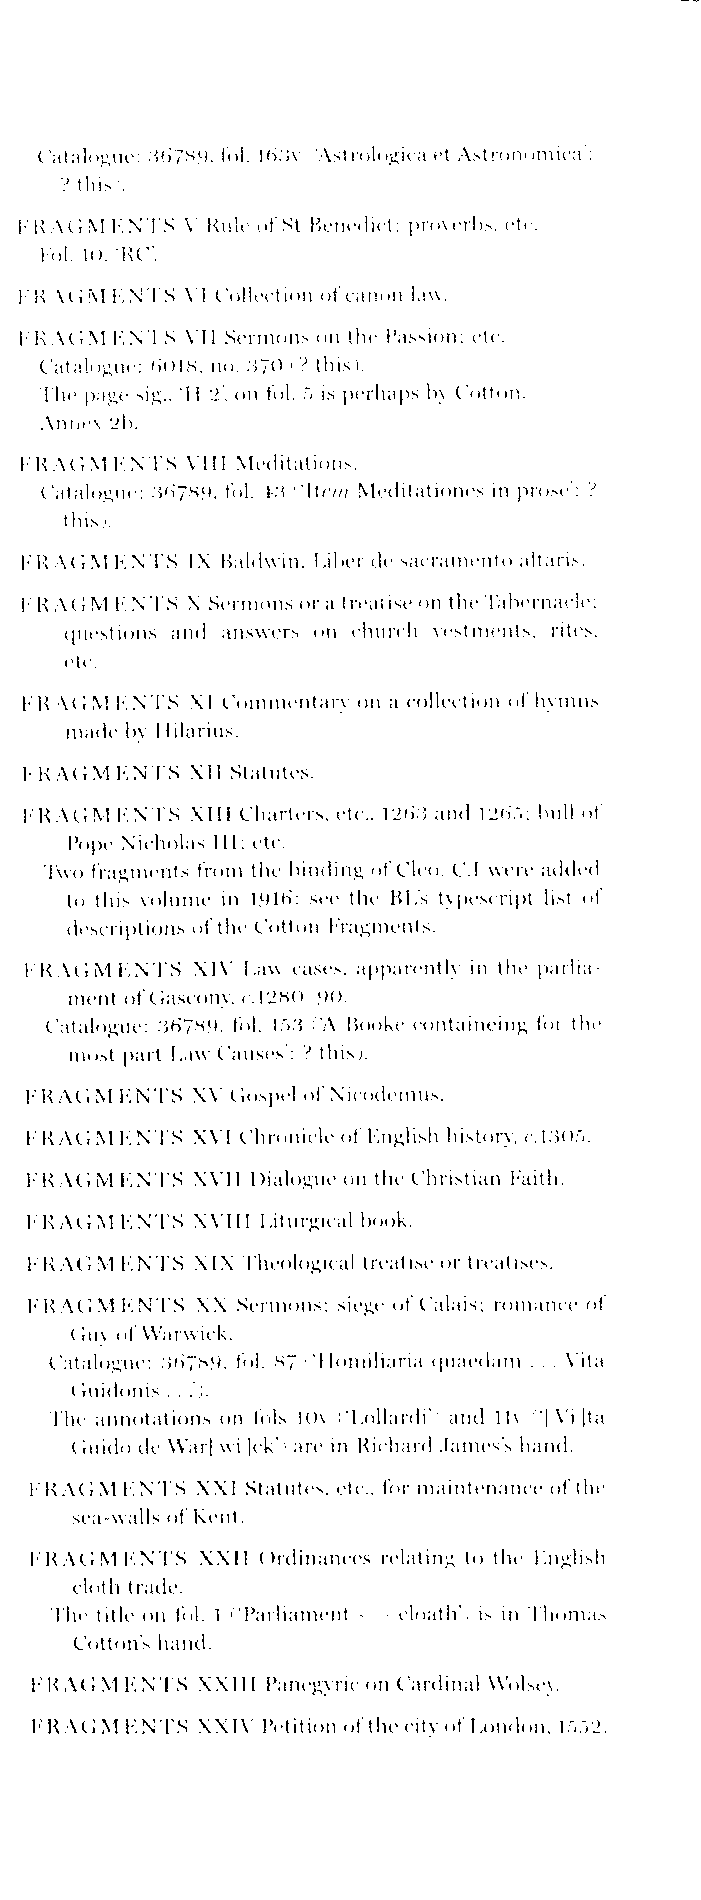 Catalogue: 36789, fol. 163v ('Astrologica et Astronomica';
? this).
FRAGMENTS V Rule of St Benedict; proverbs, etc.
Fol. 10, 'RC'.
FRAGMENTS VI Collection of canon law.
FRAGMENTS VII Sermons on the Passion; etc.
Catalogue: 6018, no. 370 (? this).
The page sig., 'H 2', on fol. 5 is perhaps by Cotton.
Annex 2b.
FRAGMENTS VIII Meditations.
Catalogue: 36789, fol. 43 ('Item Meditationes in prose'; ?
this).
FRAGMENTS IX Baldwin, Liber de sacramento altaris.
FRAGMENTS X Sermons or a treatise on the Tabernacle;
questions and answers on church vestments, rites,
etc.
FRAGMENTS XI Commentary on a collection of hymns
made by Hilarius.
FRAGMENTS XII Statutes.
FRAGMENTS XIII Charters, etc., 1263 and 1265; bull of
Pope Nicholas III; etc.
Two fragments from the binding of Cleo. C.I were added
to this volume in 1916: see the BL's typescript list of
descriptions of the Cotton Fragments.
FRAGMENTS XIV Law cases, apparently in the parlia-
ment of Gascony, c.1280–90.
Catalogue: 36789, fol. 153 ('A Booke containeing for the
most part Law Causes'; ? this).
FRAGMENTS XV Gospel of Nicodemus.
FRAGMENTS XVI Chronicle of English history, c.1305.
FRAGMENTS XVII Dialogue on the Christian Faith.
FRAGMENTS XVIII Liturgical book.
FRAGMENTS XIX Theological treatise or treatises.
FRAGMENTS XX Sermons; siege of Calais; romance of
Guy of Warwick.
Catalogue: 36789, fol. 87 ('Homiliaria quaedam . . . Vita
Guidonis . . .').
The annotations on fols 10v ('Lollardi') and 11v ('[Vi]ta
Guido de War[wi]ck') are in Richard James's hand.
FRAGMENTS XXI Statutes, etc., for maintenance of the
sea-walls of Kent.
FRAGMENTS XXII Ordinances relating to the English
cloth trade.
The title on fol. 1 ('Parliament - - cloath', is in Thomas
Cotton's hand.
FRAGMENTS XXIII Panegyric on Cardinal Wolsey.
FRAGMENTS XXIV Petition of the city of London, 1552.